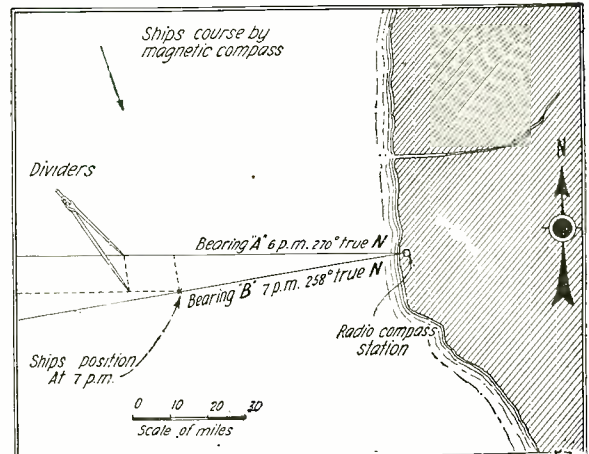 Ships course by
magnetic compass
N
Dividers
Bearing "A" 6 p.m. 270° true N
Bearing "B" 7 p.m. 258° true N
Radio compass
station
Ships position
At 7 p.m.
0 10 20 30
Scale of miles